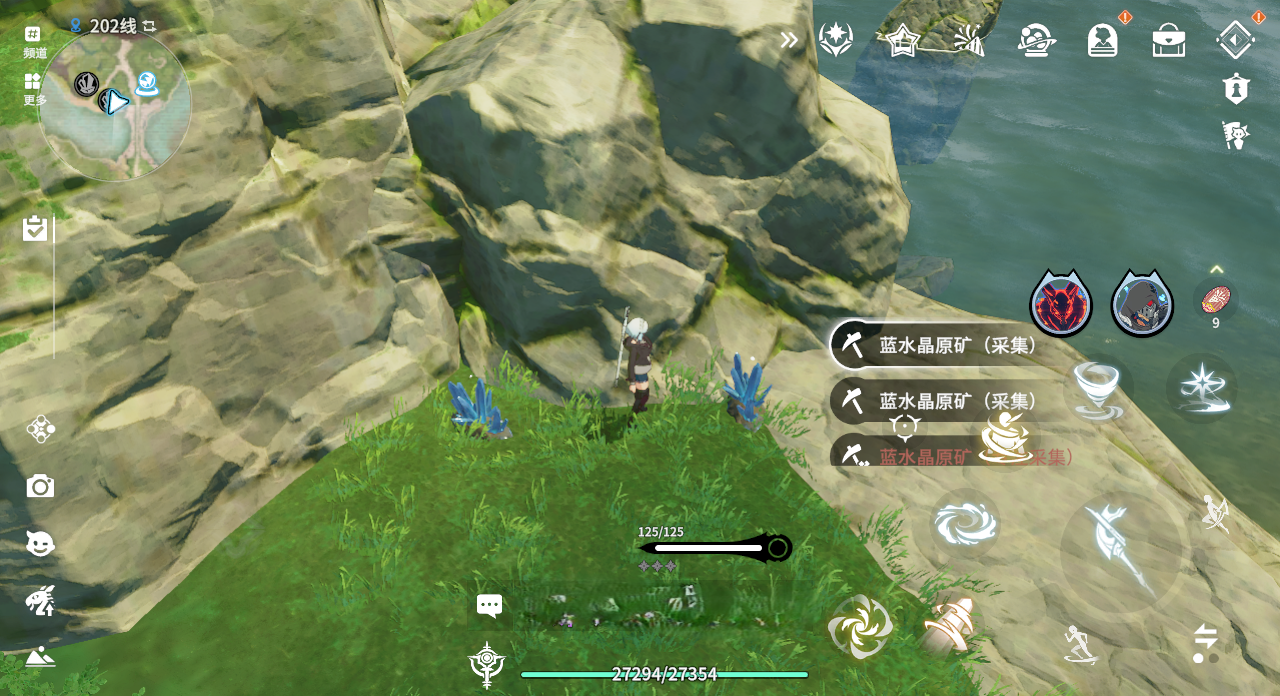 202线
频道
更多
9
蓝水晶原矿（采集）
蓝水晶原矿（采集）
蓝水晶原矿 采集）
125/125
27294/27354